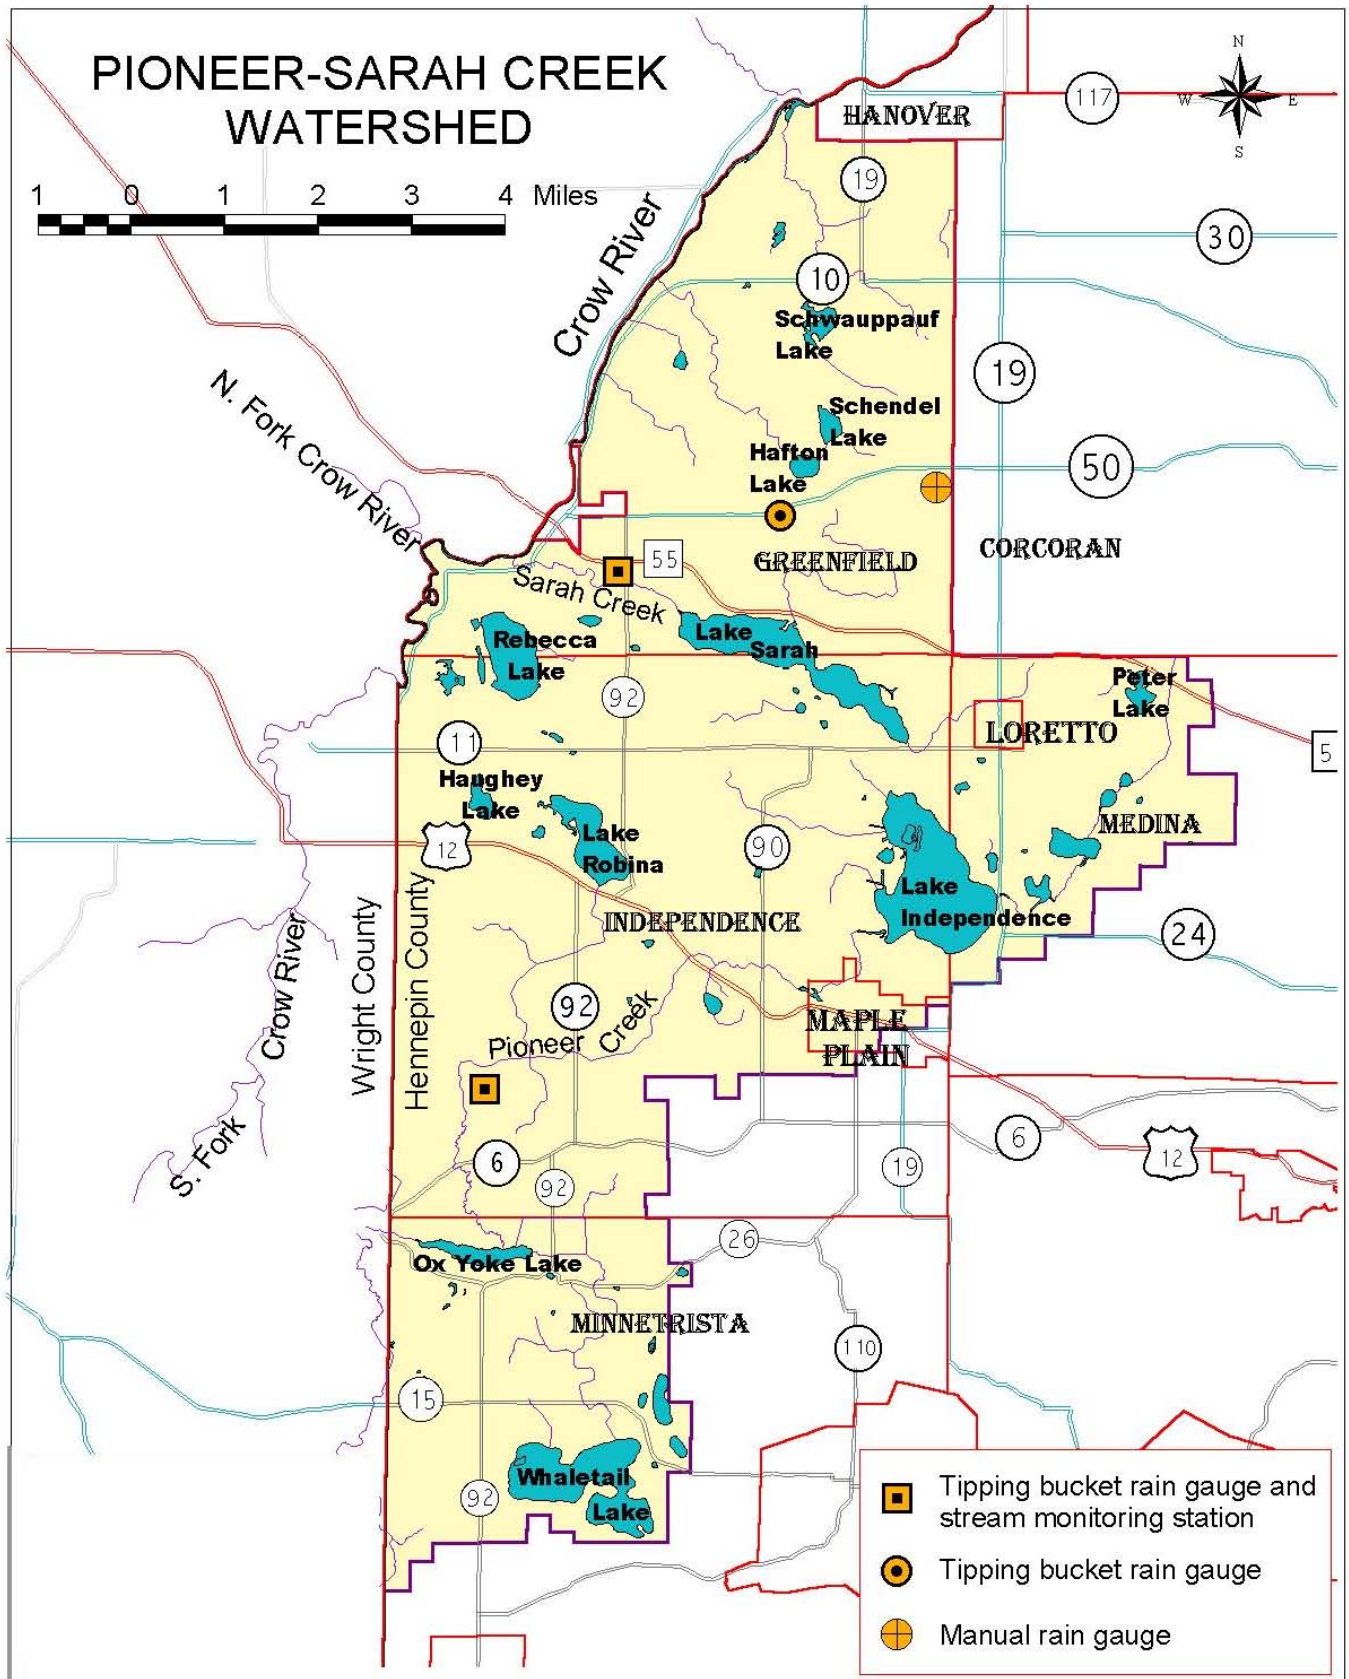 PIONEER-SARAH CREEK
WATERSHED
1 0 1 2 3 4 Miles
N
W E
S
HANOVER
117
19
30
Crow River
10
Schwauppauf
Lake
19
N. Fork Crow River
Schendel
Lake
Hafton
Lake
50
CORCORAN
GREENFIELD
55
Sarah Creek
Rebecca
Lake
Lake
Sarah
92
Peter
Lake
11
LORETTO
5
Haughey
Lake
12
Lake
Robina
90
MEDINA
Lake
Independence
INDEPENDENCE
24
Wright County
Hennepin County
S. Fork
Crow River
92
Pioneer Creek
MAPLE
PLAIN
6
6
12
92
19
26
Ox Yoke Lake
MINNETRISTA
110
15
Whaletail
Lake
92
Tipping bucket rain gauge and
stream monitoring station
Tipping bucket rain gauge
Manual rain gauge